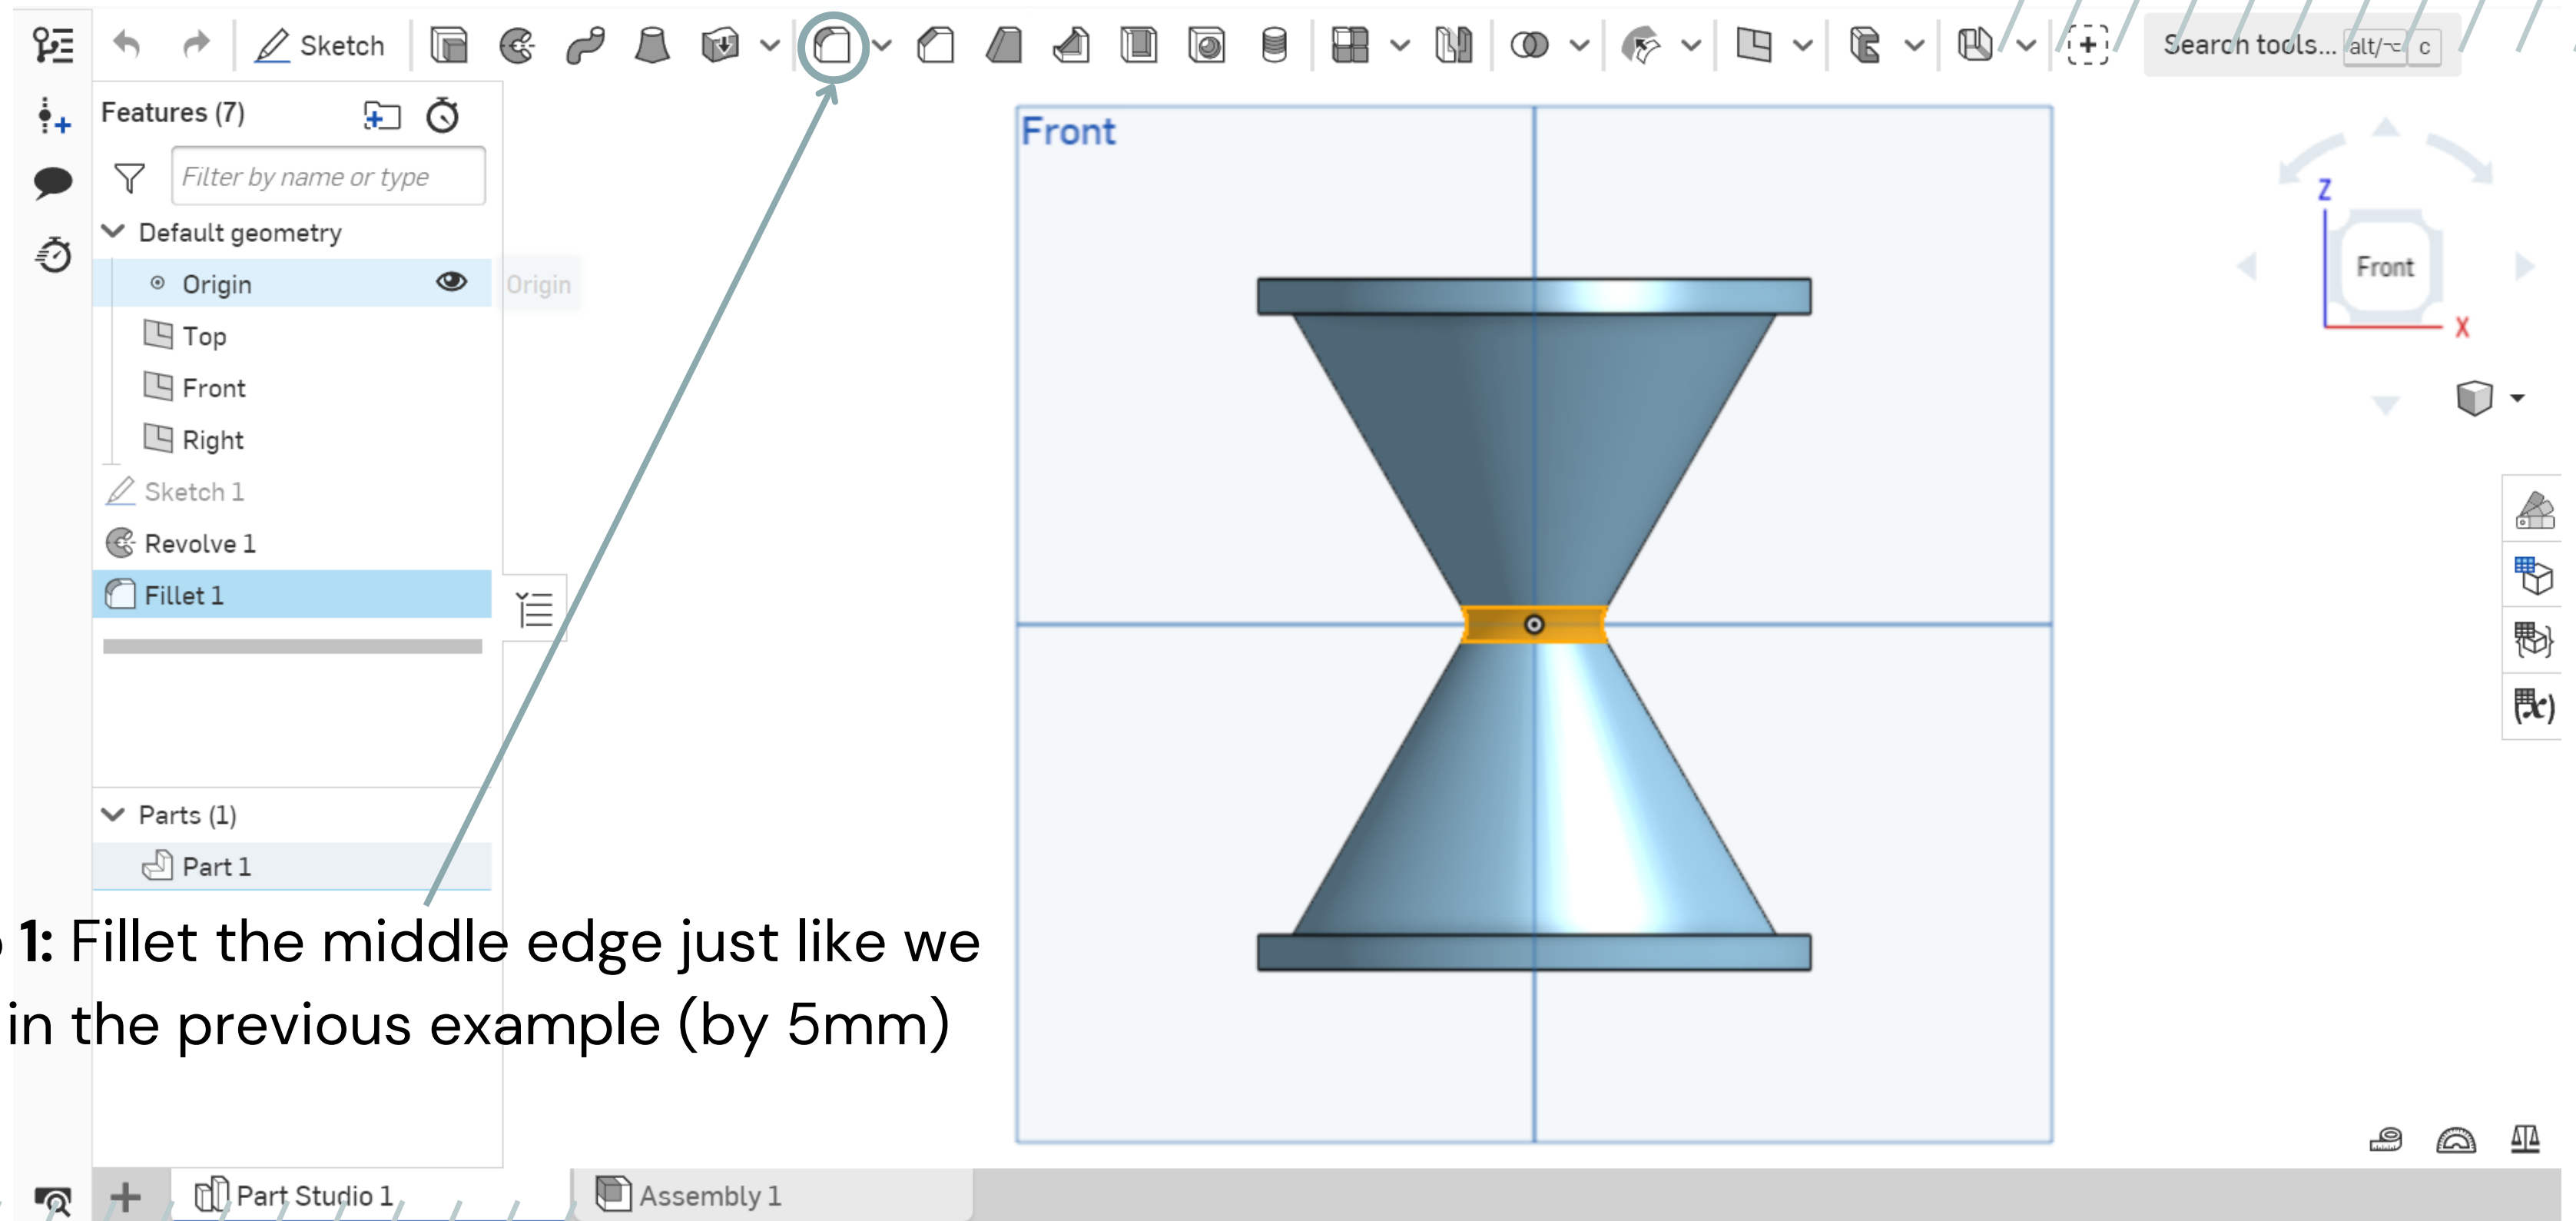 Sketch
Search tools... alt/⌥ c
Features (7)
Filter by name or type
Default geometry
Origin
Origin
Top
Front
Right
Sketch 1
Revolve 1
Fillet 1
Parts (1)
Part 1
Front
Z
Front
X
(x)
1: Fillet the middle edge just like we
in the previous example (by 5mm)
Part Studio 1
Assembly 1